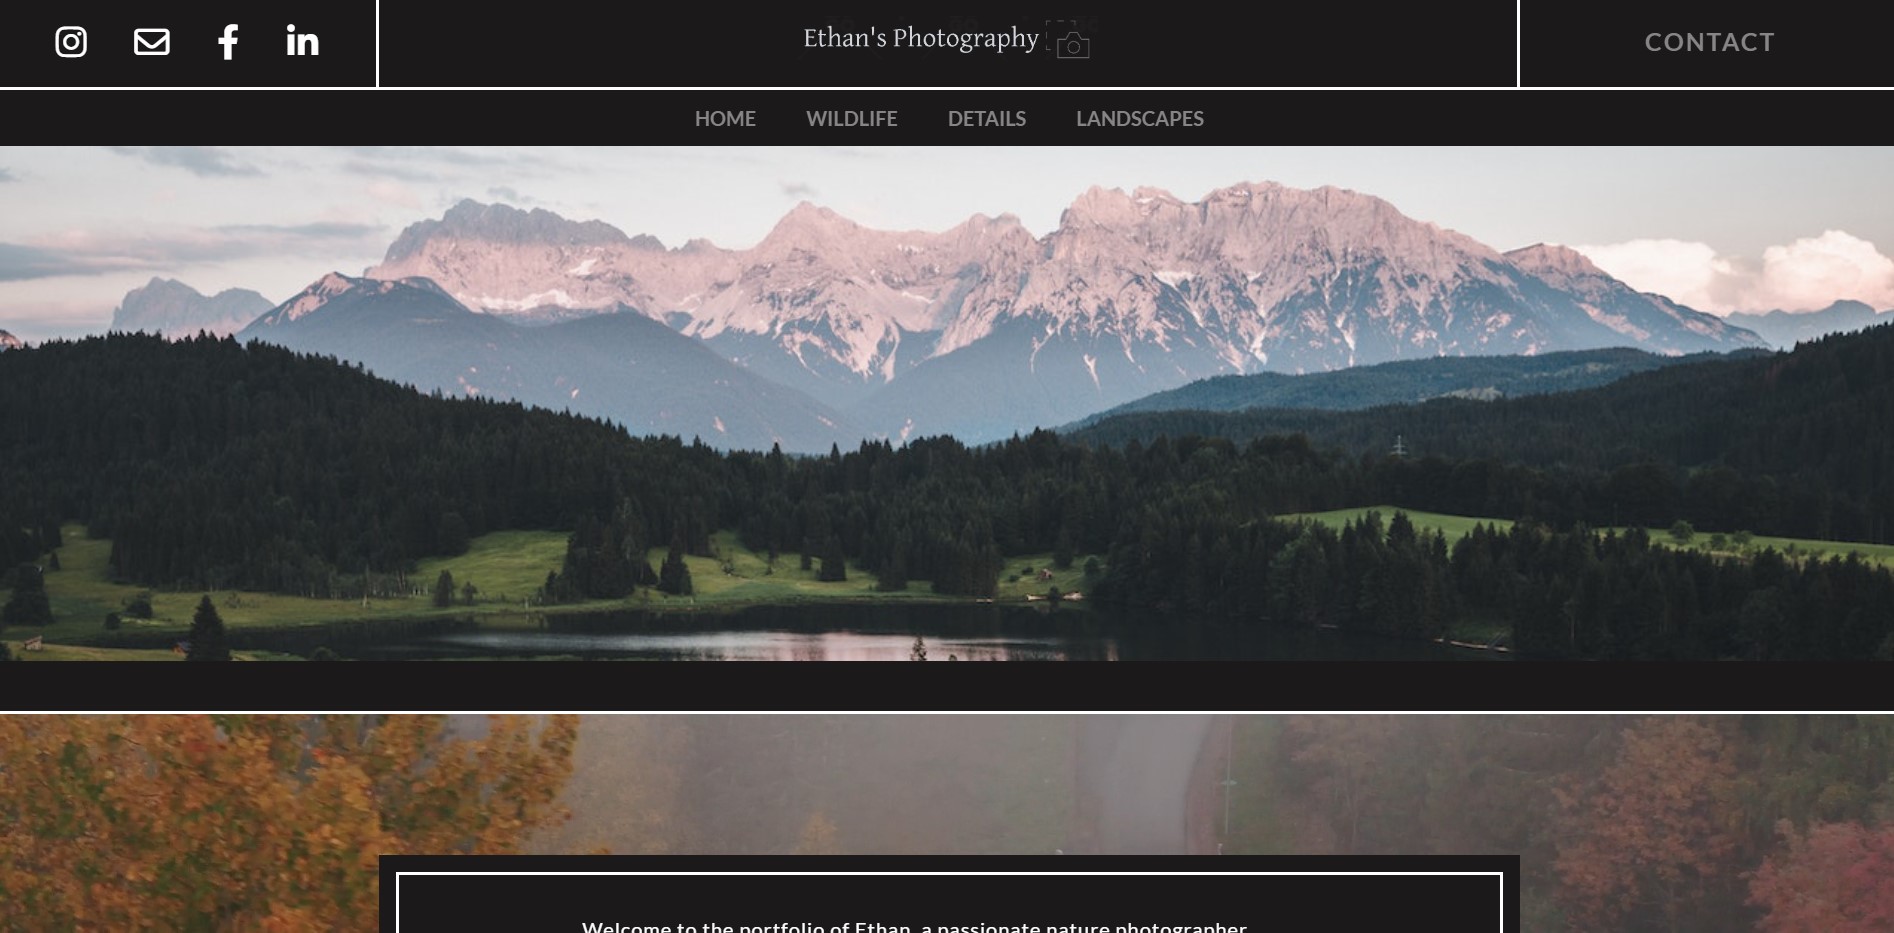 Ethan's Photography
CONTACT
HOME WILDLIFE DETAILS LANDSCAPES
Welcome to the portfolio of Ethan, a passionate nature photographer